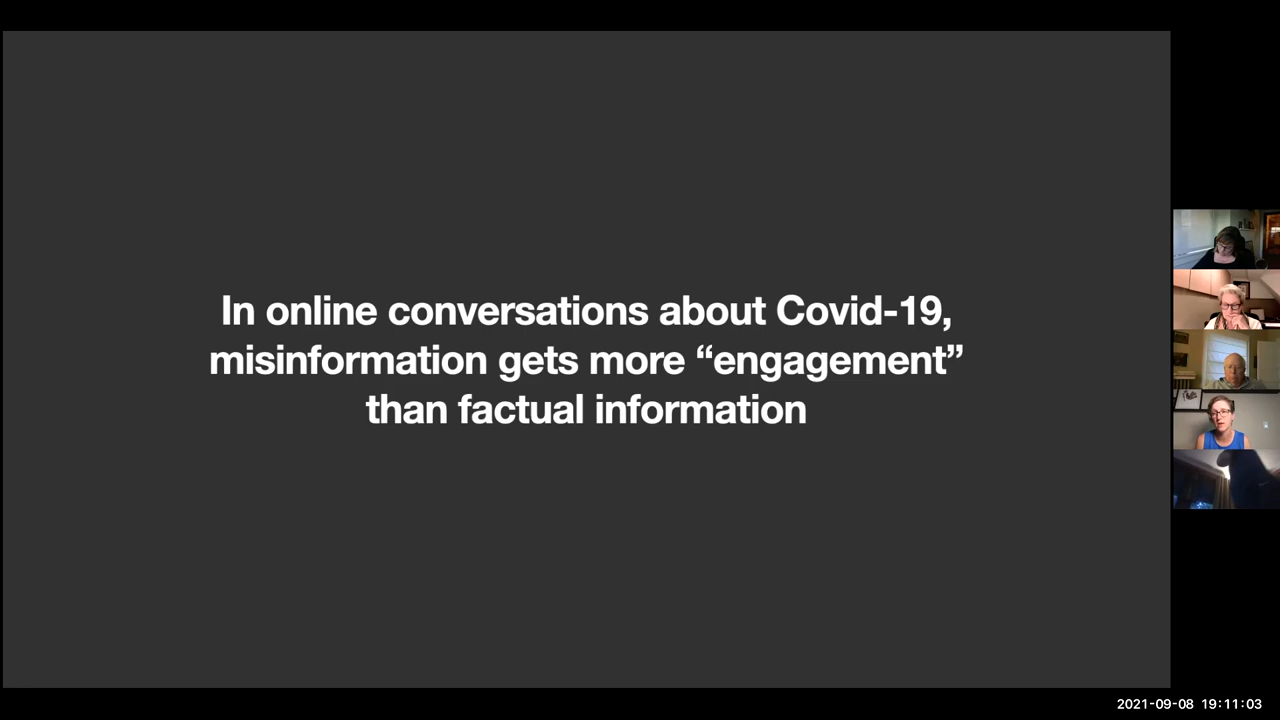 In online conversations about Covid-19,
misinformation gets more “engagement”
than factual information
2021-09-08 19:11:03